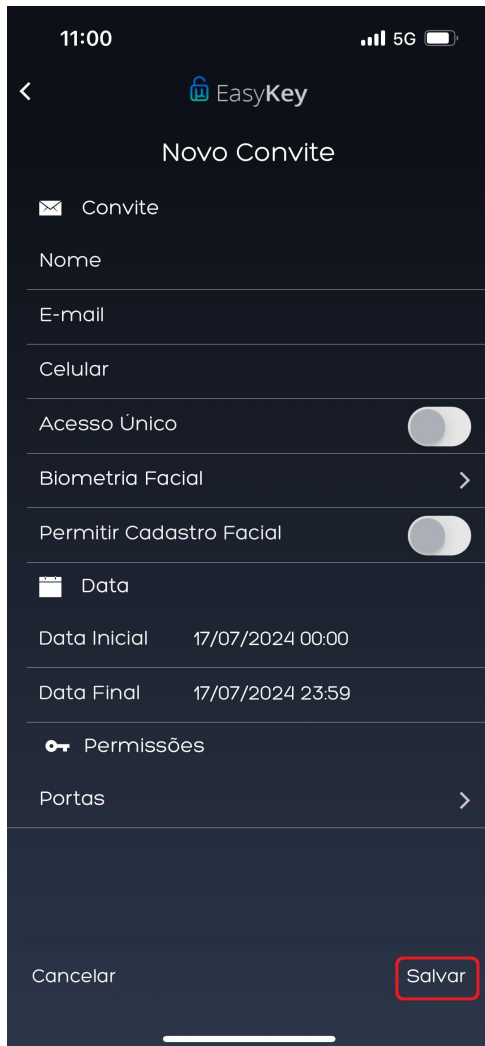 11:00 5G
EasyKey
Novo Convite
Convite
Nome
E-mail
Celular
Acesso Único
Biometria Facial
Permitir Cadastro Facial
Data
Data Inicial 17/07/2024 00:00
Data Final 17/07/2024 23:59
Permissões
Portas
Cancelar Salvar